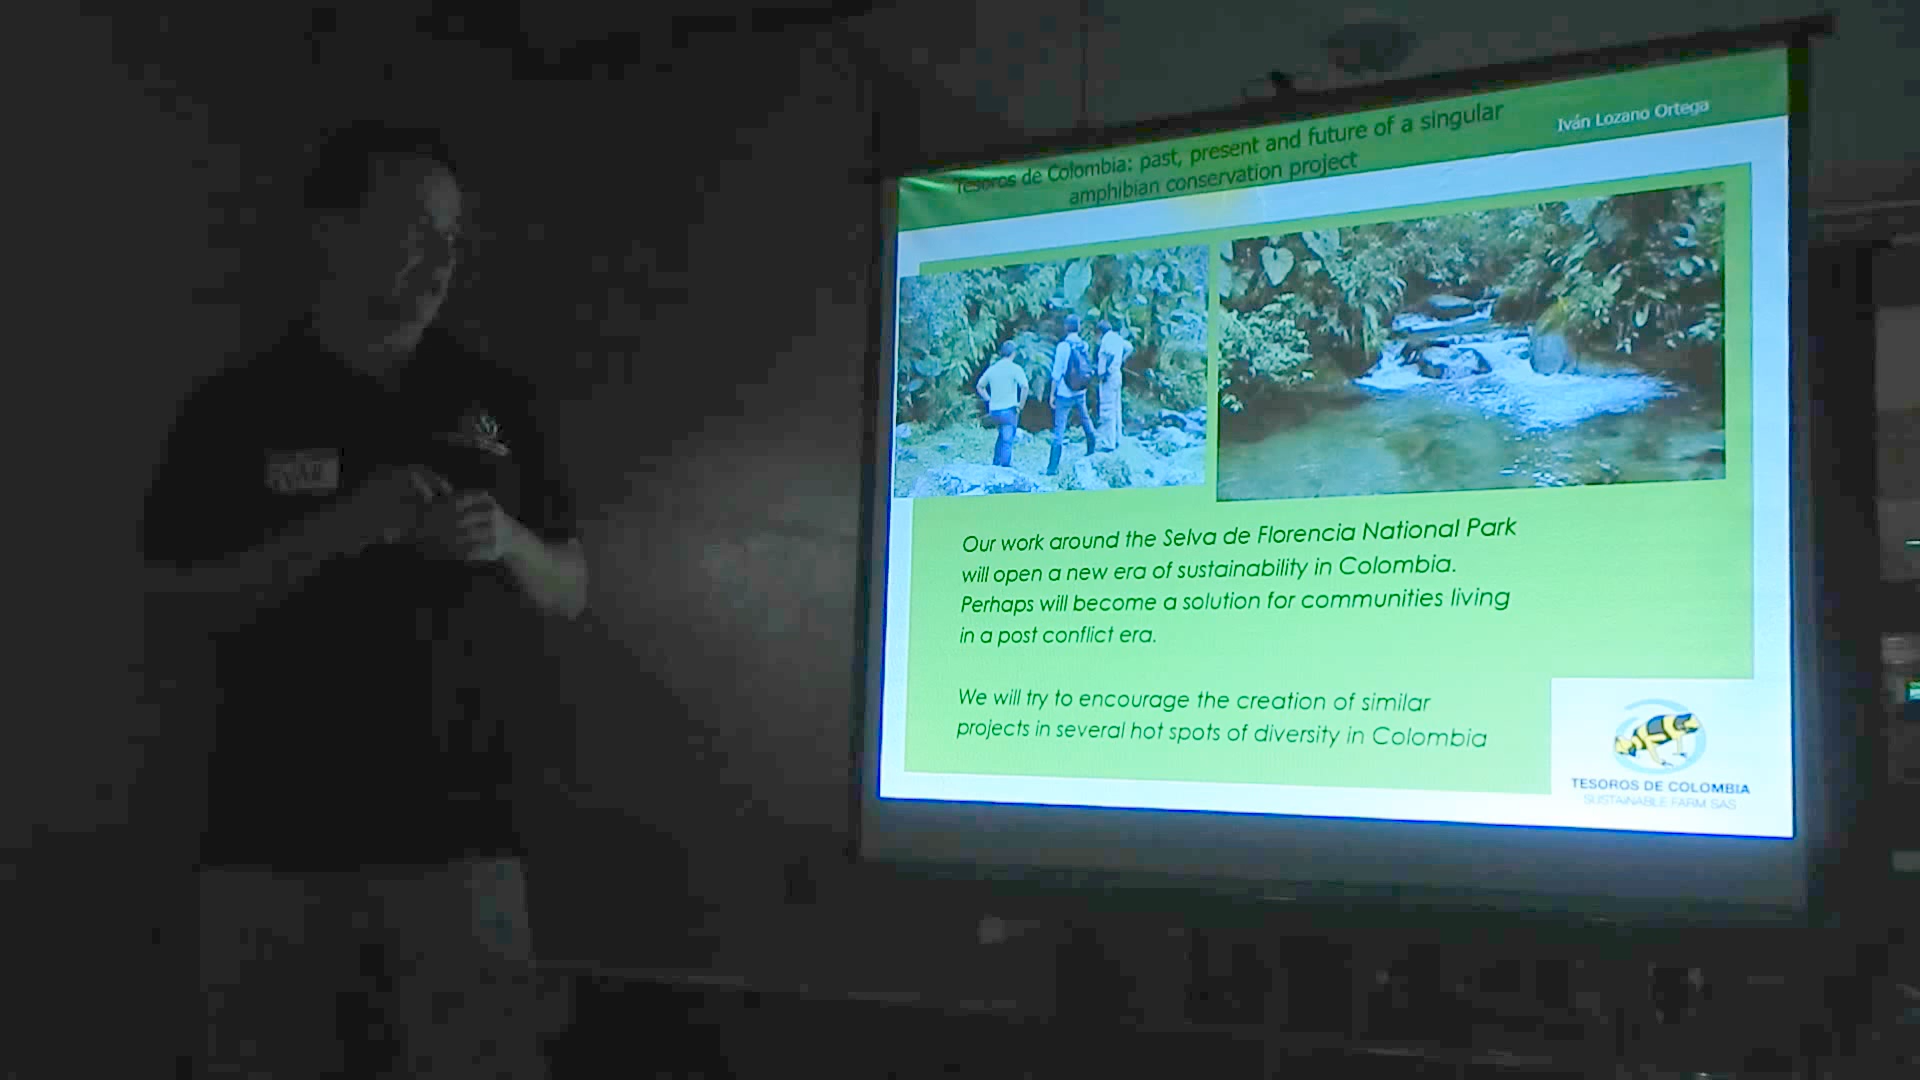 Tesoros de Colombia: past, present and future of a singular
amphibian conservation project
Iván Lozano Ortega
Our work around the Selva de Florencia National Park
will open a new era of sustainability in Colombia.
Perhaps will become a solution for communities living
in a post conflict era.
We will try to encourage the creation of similar
projects in several hot spots of diversity in Colombia
TESOROS DE COLOMBIA
SUSTAINABLE FARM SAS